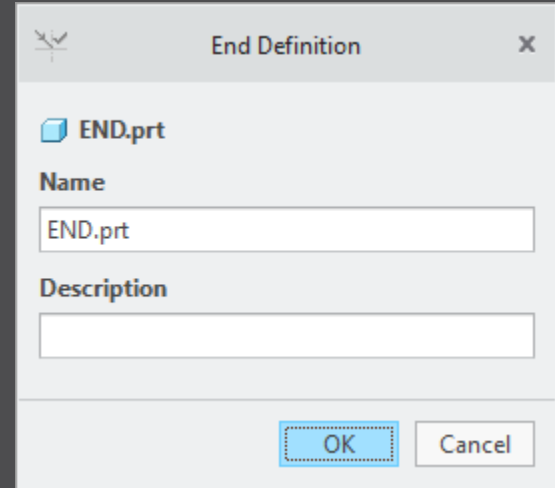 End Definition
END.prt
Name
END.prt
Description
OK Cancel